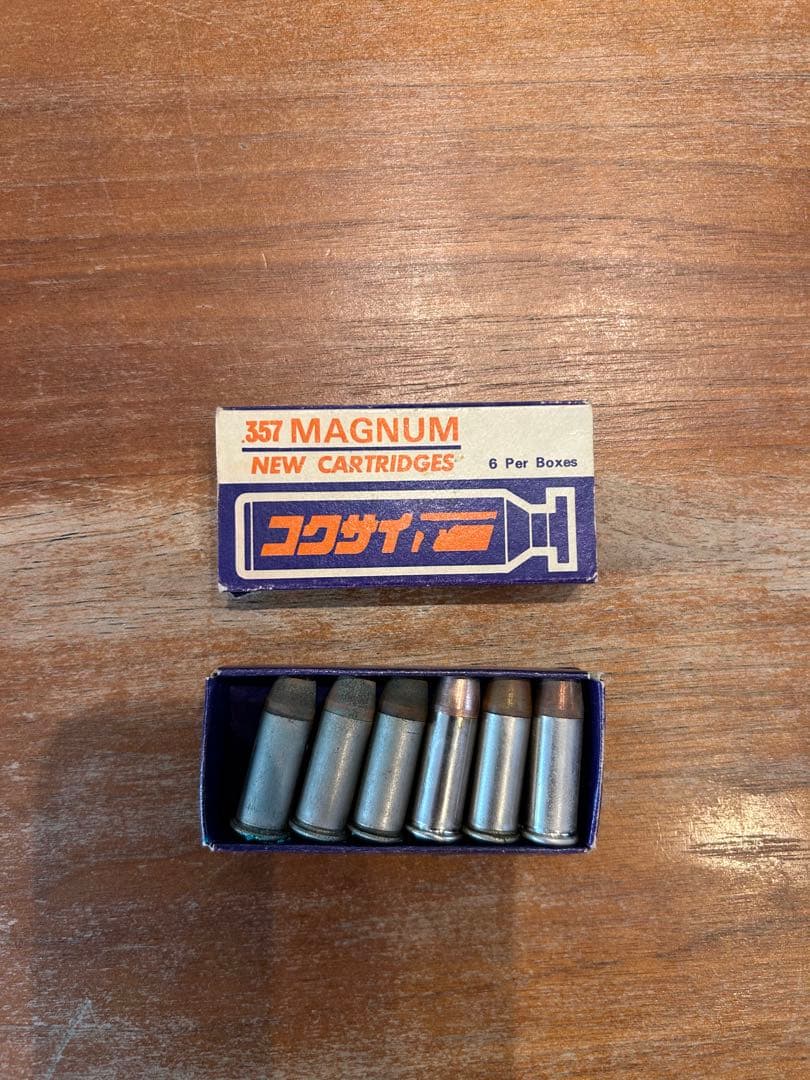 .357 MAGNUM
NEW CARTRIDGES
6 Per Boxes
コクサイ